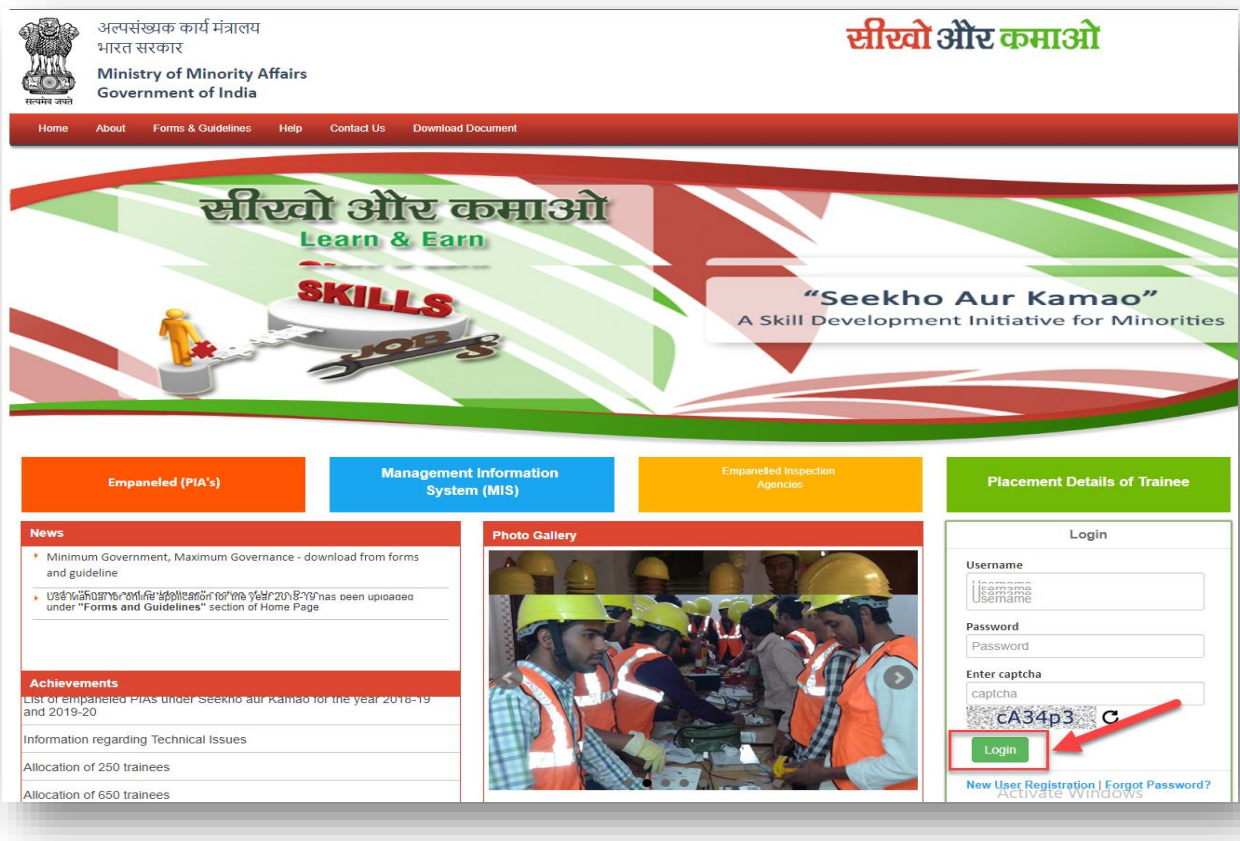 अल्पसंख्यक कार्य मंत्रालय
भारत सरकार
Ministry of Minority Affairs
Government of India
सत्यमेव जयते
सीखो और कमाओ
Home About Forms & Guidelines Help Contact Us Download Document
सीखो और कमाओ
Learn & Earn
SKILLS
JOBS
“Seekho Aur Kamao”
A Skill Development Initiative for Minorities
Empaneled (PIA's)
Management Information
System (MIS)
Empanelled Inspection
Agencies
Placement Details of Trainee
News
Minimum Government, Maximum Governance - download from forms
and guideline
Use Manual for online application for the year 2018-19 has been uploaded
under "Forms and Guidelines" section of Home Page
Achievements
List of empaneled PIAs under Seekho aur Kamao for the year 2018-19
and 2019-20
Information regarding Technical Issues
Allocation of 250 trainees
Allocation of 650 trainees
Photo Gallery
Login
Username
Username
Password
Password
Enter captcha
captcha
cA34p3
Login
New User Registration | Forgot Password?
Activate Windows